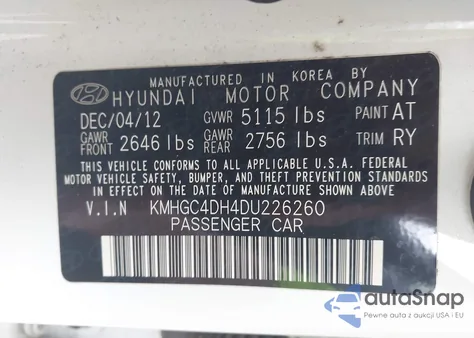 MANUFACTURED IN KOREA BY
HYUNDAI MOTOR COMPANY
DEC/04/12 GVWR 5115 lbs PAINT AT
GAWR FRONT 2646 lbs GAWR REAR 2756 lbs TRIM RY
THIS VEHICLE CONFORMS TO ALL APPLICABLE U.S.A. FEDERAL
MOTOR VEHICLE SAFETY, BUMPER, AND THEFT PREVENTION STANDARDS
IN EFFECT ON THE DATE OF MANUFACTURE SHOWN ABOVE.
V.I.N KMHGC4DH4DU226260
PASSENGER CAR
autoSnap
Pewne auta z aukcji USA i EU